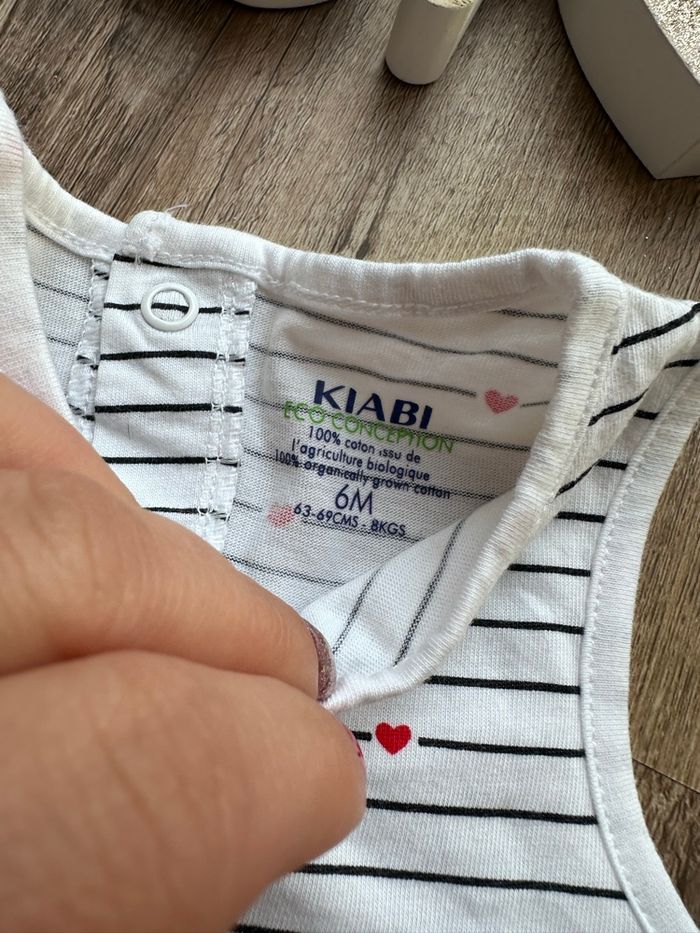 KIABI
ECO CONCEPTION
100% coton issu de
l'agriculture biologique
100% organically grown cotton
6M
63-69CMS - 8KGS